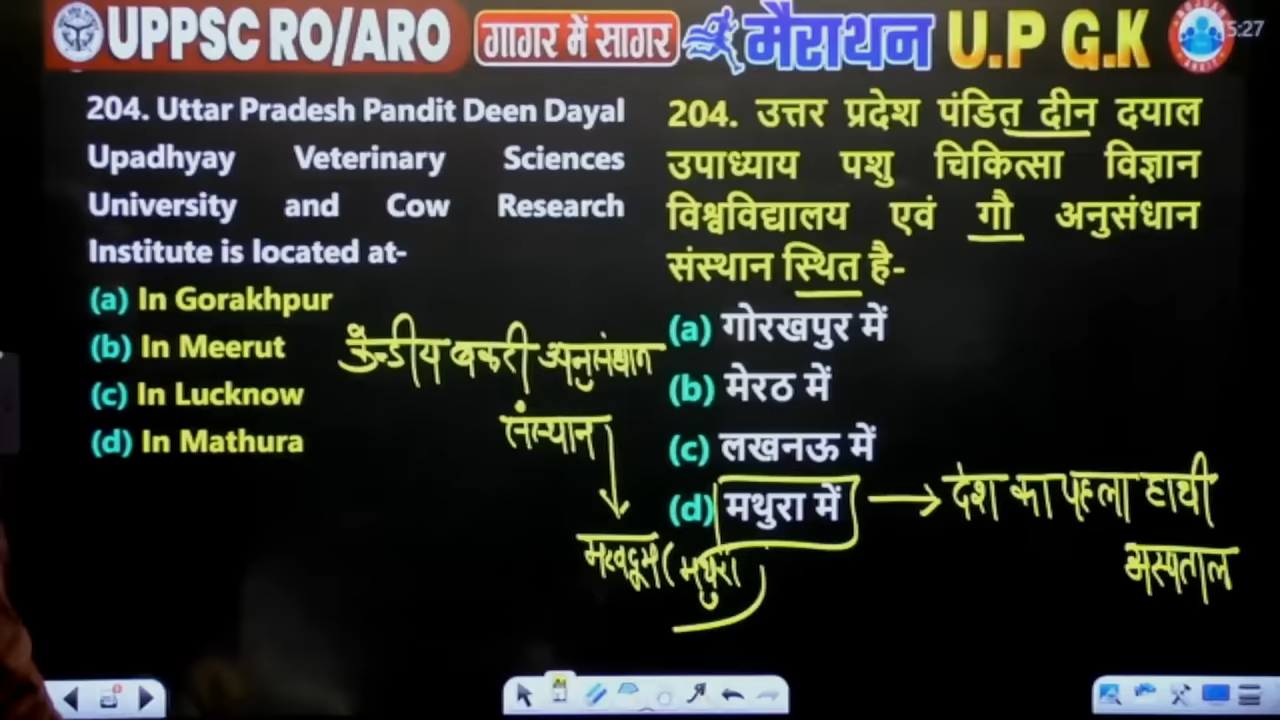 UPPSC RO/ARO गागर में सागर मैराथन U.P G.K
5:27
204. Uttar Pradesh Pandit Deen Dayal
Upadhyay Veterinary Sciences
University and Cow Research
Institute is located at-
(a) In Gorakhpur
(b) In Meerut
(c) In Lucknow
(d) In Mathura
204. उत्तर प्रदेश पंडित दीन दयाल
उपाध्याय पशु चिकित्सा विज्ञान
विश्वविद्यालय एवं गौ अनुसंधान
संस्थान स्थित है-
(a) गोरखपुर में
(b) मेरठ में
(c) लखनऊ में
(d) मथुरा में
केन्द्रीय बकरी अनुसंधान
संस्थान
मखदूम (मथुरा)
देश का पहला हाथी
अस्पताल